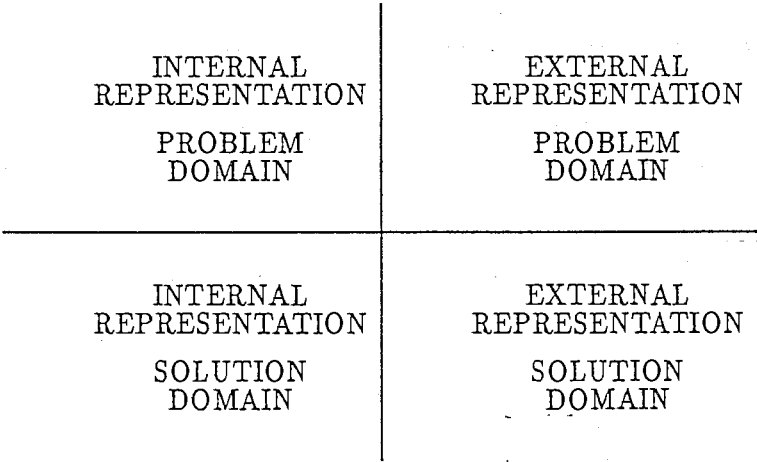 INTERNAL
REPRESENTATION
PROBLEM
DOMAIN
EXTERNAL
REPRESENTATION
PROBLEM
DOMAIN
INTERNAL
REPRESENTATION
SOLUTION
DOMAIN
EXTERNAL
REPRESENTATION
SOLUTION
DOMAIN